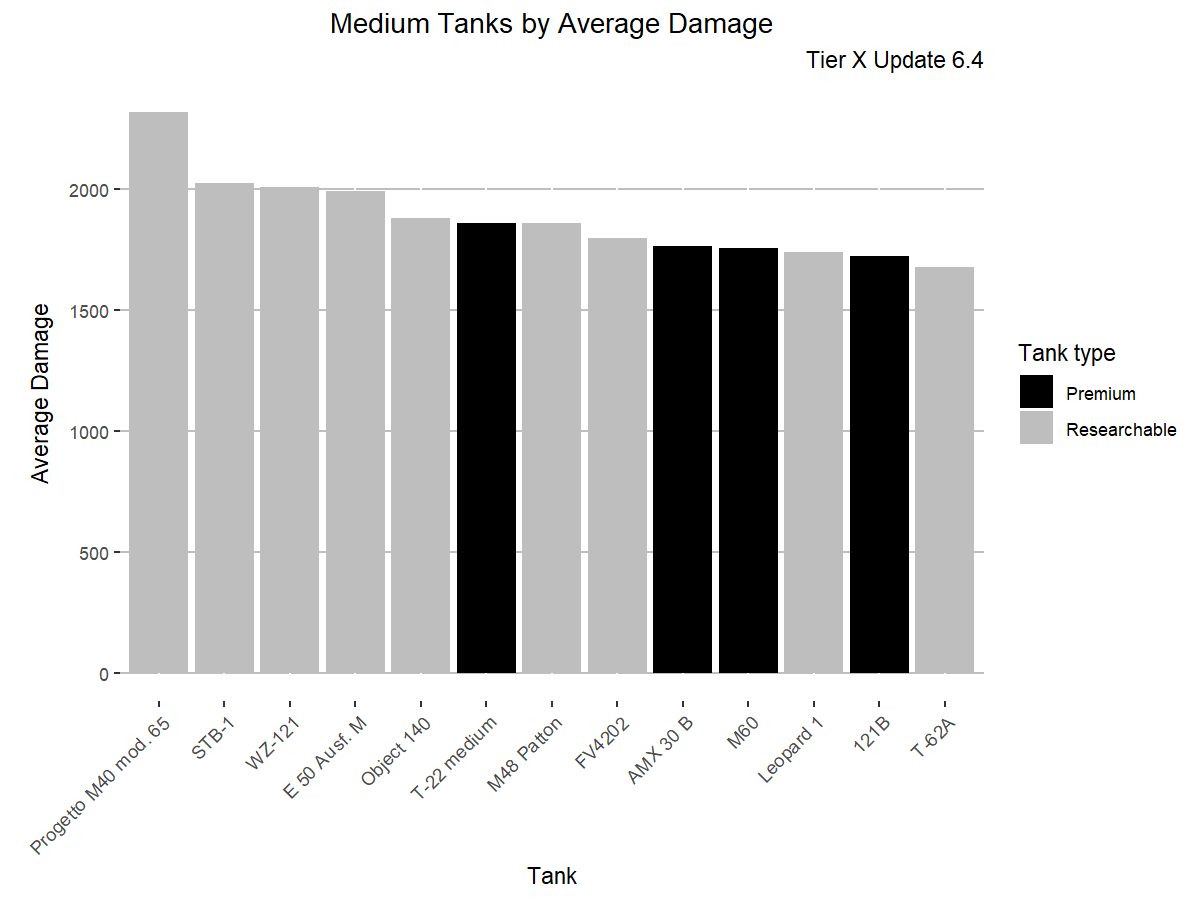 Medium Tanks by Average Damage
Tier X Update 6.4
Average Damage
2000
1500
1000
500
0
Progetto M40 mod. 65
STB-1
WZ-121
E 50 Ausf. M
Object 140
T-22 medium
M48 Patton
FV4202
AMX 30 B
M60
Leopard 1
121B
T-62A
Tank
Tank type
Premium
Researchable